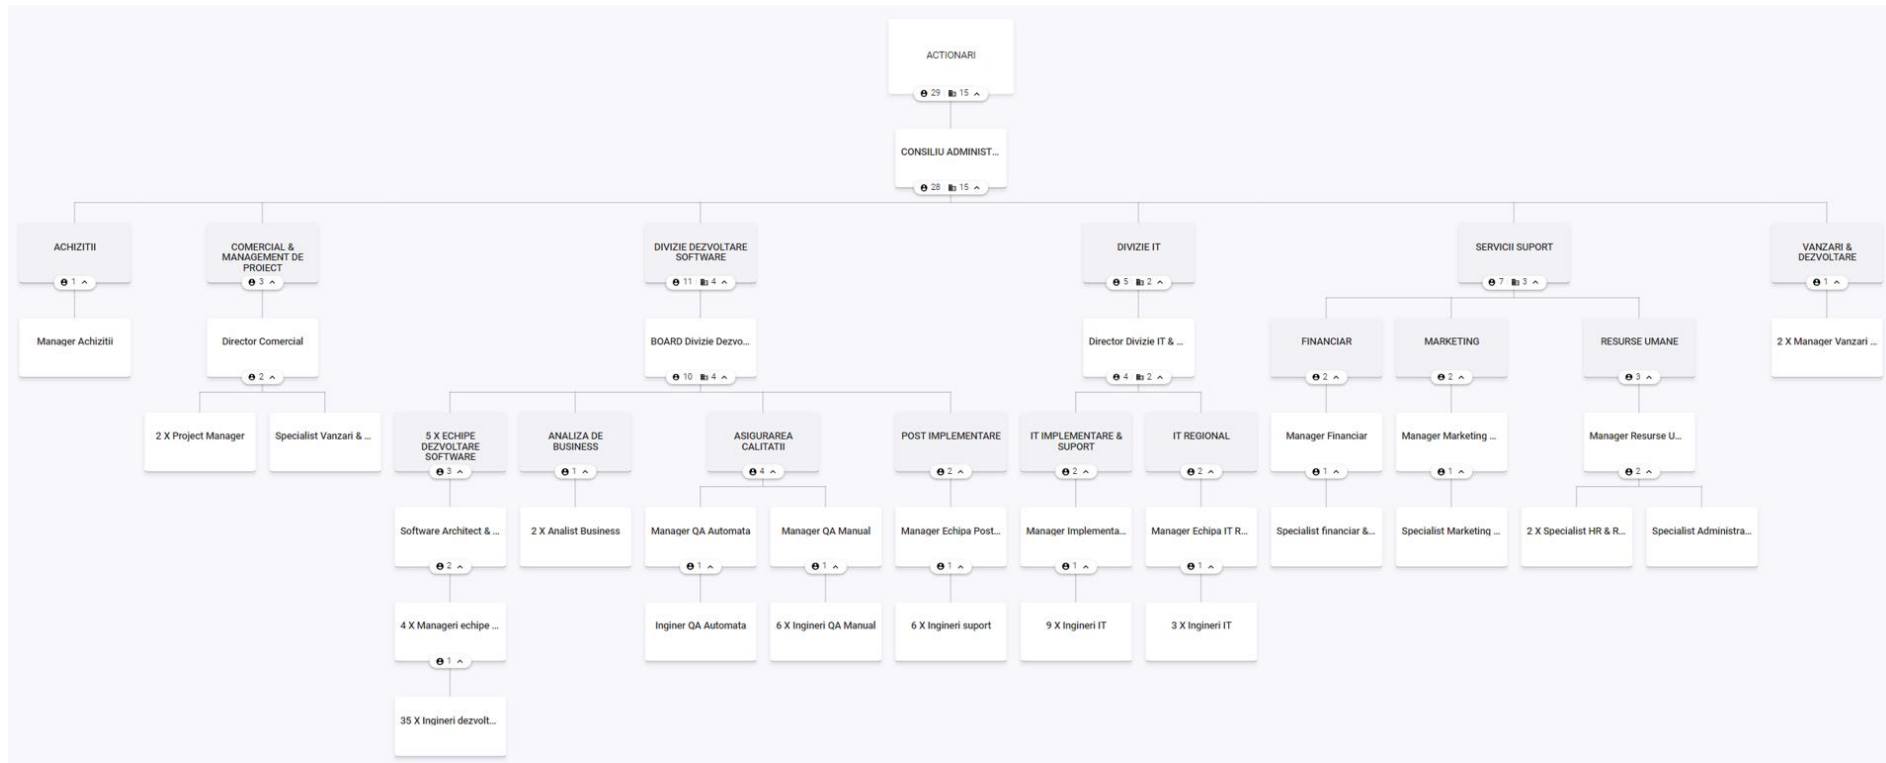 ACTIONARI
29 15
CONSILIU ADMINIST...
28 15
ACHIZITII
1
COMERCIAL &
MANAGEMENT DE
PROIECT
3
DIVIZIE DEZVOLTARE
SOFTWARE
11 4
DIVIZIE IT
5 2
SERVICII SUPORT
7 3
VANZARI &
DEZVOLTARE
1
Manager Achizitii
Director Comercial
2
BOARD Divizie Dezvo...
10 4
Director Divizie IT & ...
4 2
FINANCIAR
2
MARKETING
2
RESURSE UMANE
3
2 X Manager Vanzari ...
2 X Project Manager
Specialist Vanzari & ...
5 X ECHIPE
DEZVOLTARE
SOFTWARE
3
ANALIZA DE
BUSINESS
1
ASIGURAREA
CALITATII
4
POST IMPLEMENTARE
2
IT IMPLEMENTARE &
SUPORT
2
IT REGIONAL
2
Manager Financiar
1
Manager Marketing ...
1
Manager Resurse U...
2
Software Architect & ...
2
2 X Analist Business
Manager QA Automata
1
Manager QA Manual
1
Manager Echipa Post...
1
Manager Implementa...
1
Manager Echipa IT R...
1
Specialist financiar &...
Specialist Marketing ...
2 X Specialist HR & R...
Specialist Administra...
4 X Manageri echipe ...
1
Inginer QA Automata
6 X Ingineri QA Manual
6 X Ingineri suport
9 X Ingineri IT
3 X Ingineri IT
35 X Ingineri dezvolt...